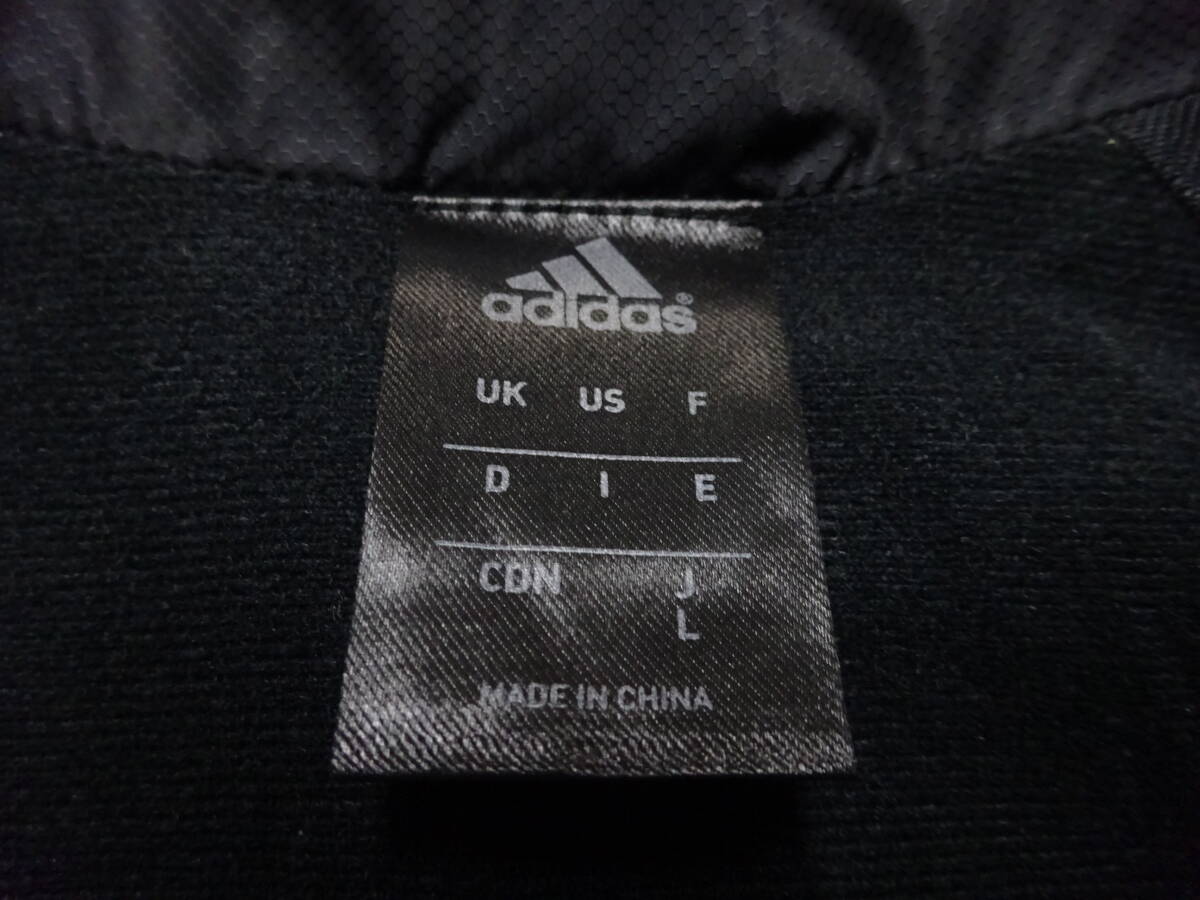 adidas®
UK US F
D I E
CDN J
L
MADE IN CHINA